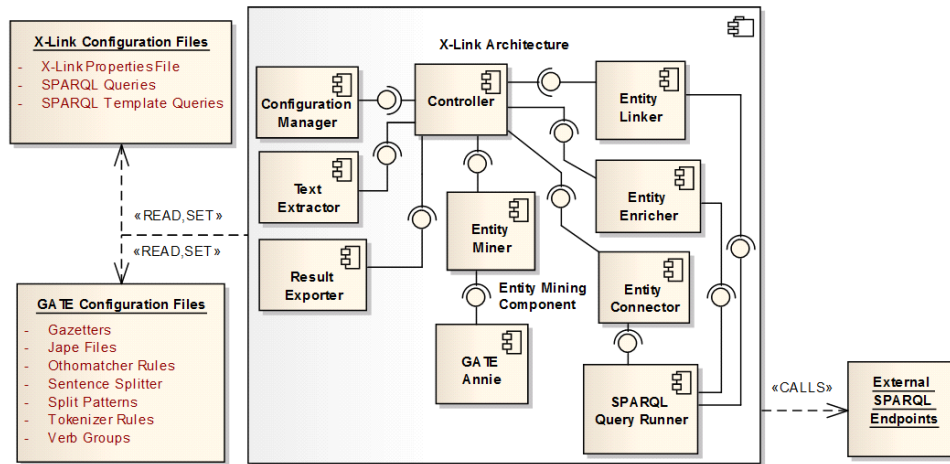 X-Link Configuration Files
- X-Link Properties File
- SPARQL Queries
- SPARQL Template Queries
«READ,SET»
«READ,SET»
GATE Configuration Files
- Gazetters
- Jape Files
- Othomatcher Rules
- Sentence Splitter
- Split Patterns
- Tokenizer Rules
- Verb Groups
X-Link Architecture
Configuration
Manager
Controller
Entity
Linker
Text
Extractor
Entity
Miner
Entity
Enricher
Result
Exporter
Entity Mining
Component
Entity
Connector
GATE
Annie
SPARQL
Query Runner
«CALLS»
External
SPARQL
Endpoints